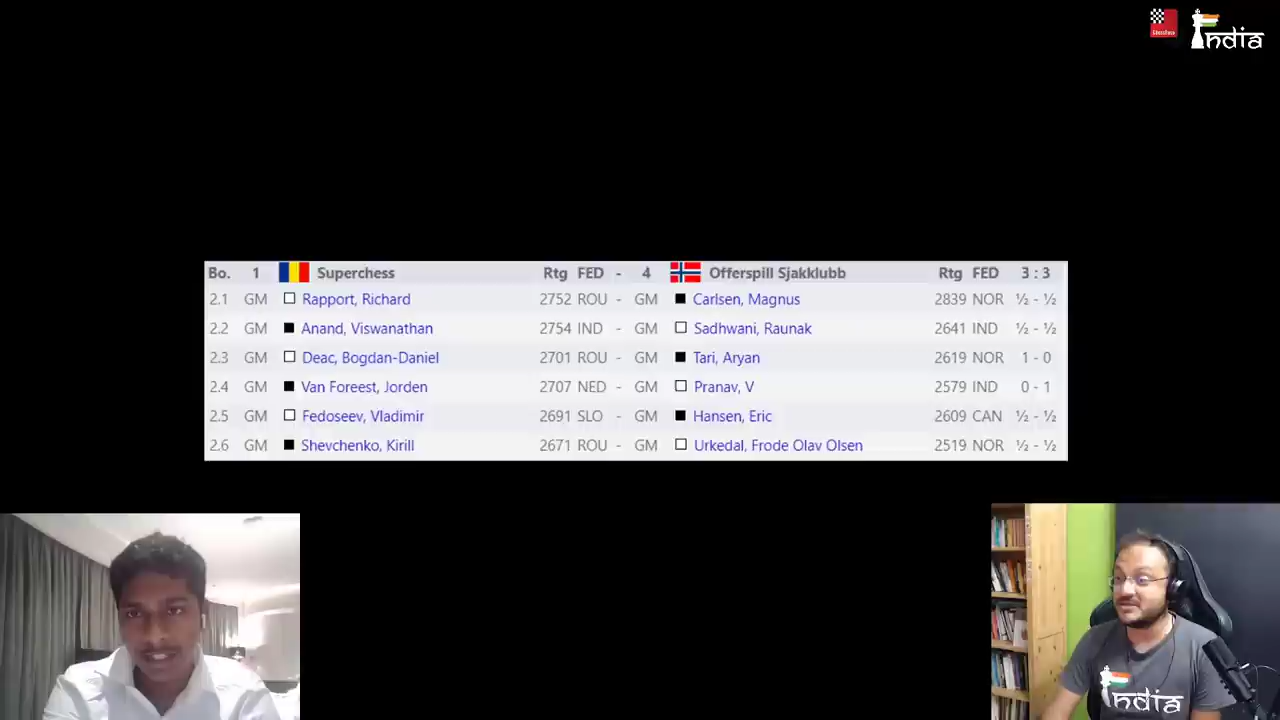 ChessBase
India
Bo. 1 Superchess Rtg FED - 4 Offerspill Sjakklubb Rtg FED 3 : 3
2.1 GM Rapport, Richard 2752 ROU - GM Carlsen, Magnus 2839 NOR ½ - ½
2.2 GM Anand, Viswanathan 2754 IND - GM Sadhwani, Raunak 2641 IND ½ - ½
2.3 GM Deac, Bogdan-Daniel 2701 ROU - GM Tari, Aryan 2619 NOR 1 - 0
2.4 GM Van Foreest, Jorden 2707 NED - GM Pranav, V 2579 IND 0 - 1
2.5 GM Fedoseev, Vladimir 2691 SLO - GM Hansen, Eric 2609 CAN ½ - ½
2.6 GM Shevchenko, Kirill 2671 ROU - GM Urkedal, Frode Olav Olsen 2519 NOR ½ - ½
India